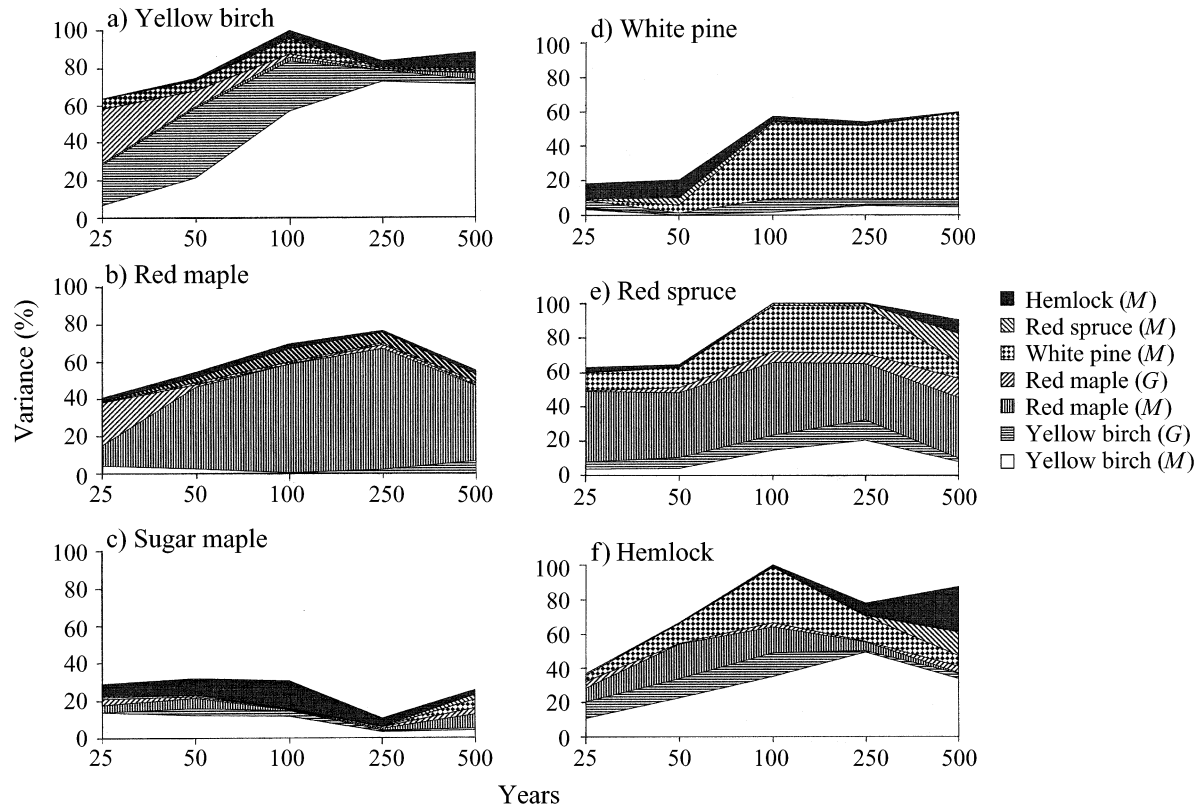 a) Yellow birch
100
80
60
40
20
0
25 50 100 250 500
b) Red maple
100
80
60
40
20
0
25 50 100 250 500
c) Sugar maple
100
80
60
40
20
0
25 50 100 250 500
d) White pine
100
80
60
40
20
0
25 50 100 250 500
e) Red spruce
100
80
60
40
20
0
25 50 100 250 500
f) Hemlock
100
80
60
40
20
0
25 50 100 250 500
Variance (%)
Years
Hemlock (M)
Red spruce (M)
White pine (M)
Red maple (G)
Red maple (M)
Yellow birch (G)
Yellow birch (M)